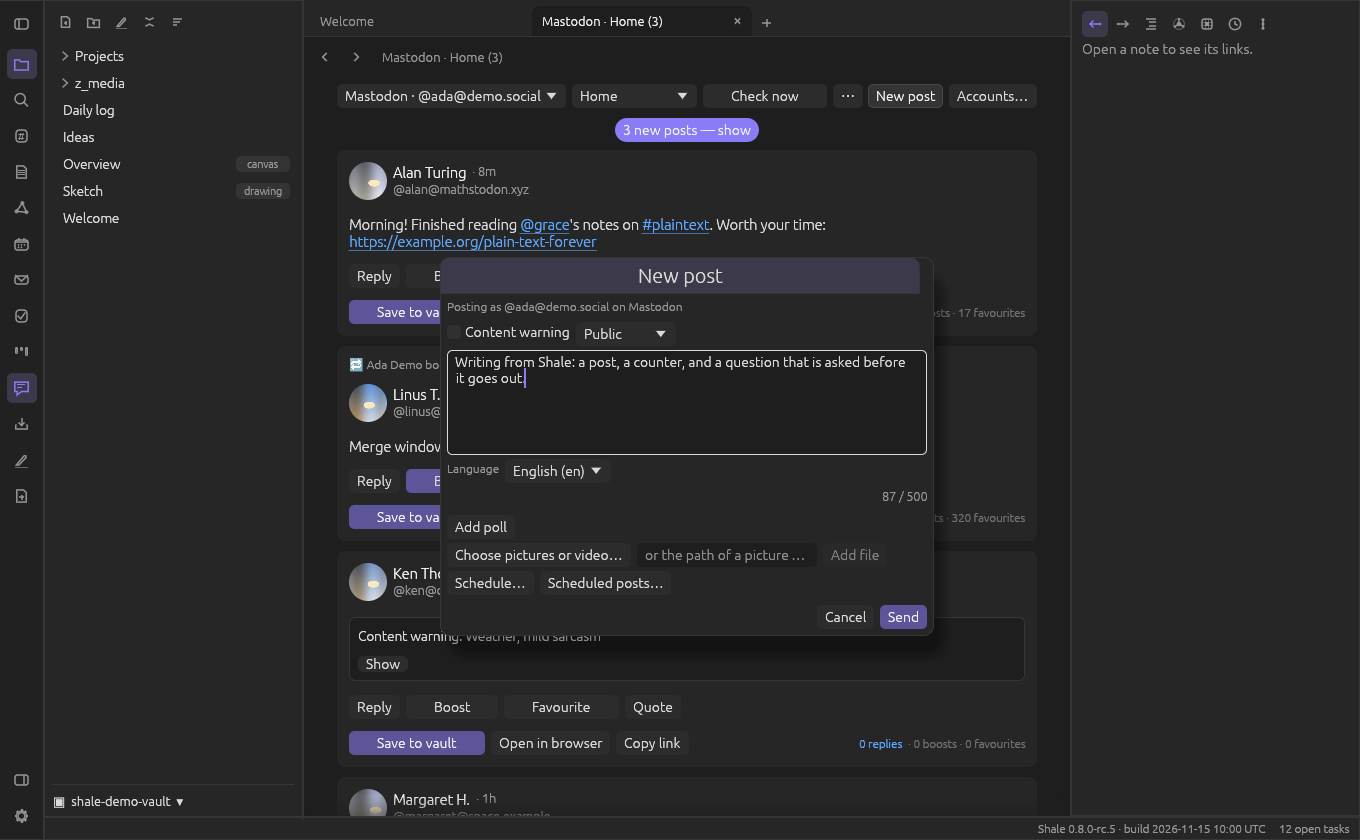 Welcome
Mastodon · Home (3)
Open a note to see its links.
Projects
z_media
Daily log
Ideas
Overview
canvas
Sketch
drawing
Welcome
shale-demo-vault
Mastodon · Home (3)
Mastodon · @ada@demo.social
Home
Check now
New post
Accounts…
3 new posts — show
Alan Turing · 8m
@alan@mathstodon.xyz
Morning! Finished reading @grace's notes on #plaintext. Worth your time:
https://example.org/plain-text-forever
Reply
Save to va
· 17 favourites
Ada Demo bo
Linus T.
@linus@
Merge window
Reply
Save to va
· 320 favourites
New post
Posting as @ada@demo.social on Mastodon
Content warning
Public
Writing from Shale: a post, a counter, and a question that is asked before
it goes out.
Language
English (en)
87 / 500
Add poll
Choose pictures or video…
or the path of a picture …
Add file
Schedule…
Scheduled posts…
Cancel
Send
Ken Tho
Content warning: Weather, mild sarcasm
Show
Reply
Boost
Favourite
Quote
Save to vault
Open in browser
Copy link
0 replies · 0 boosts · 0 favourites
Margaret H. · 1h
Shale 0.8.0-rc.5 · build 2026-11-15 10:00 UTC
12 open tasks